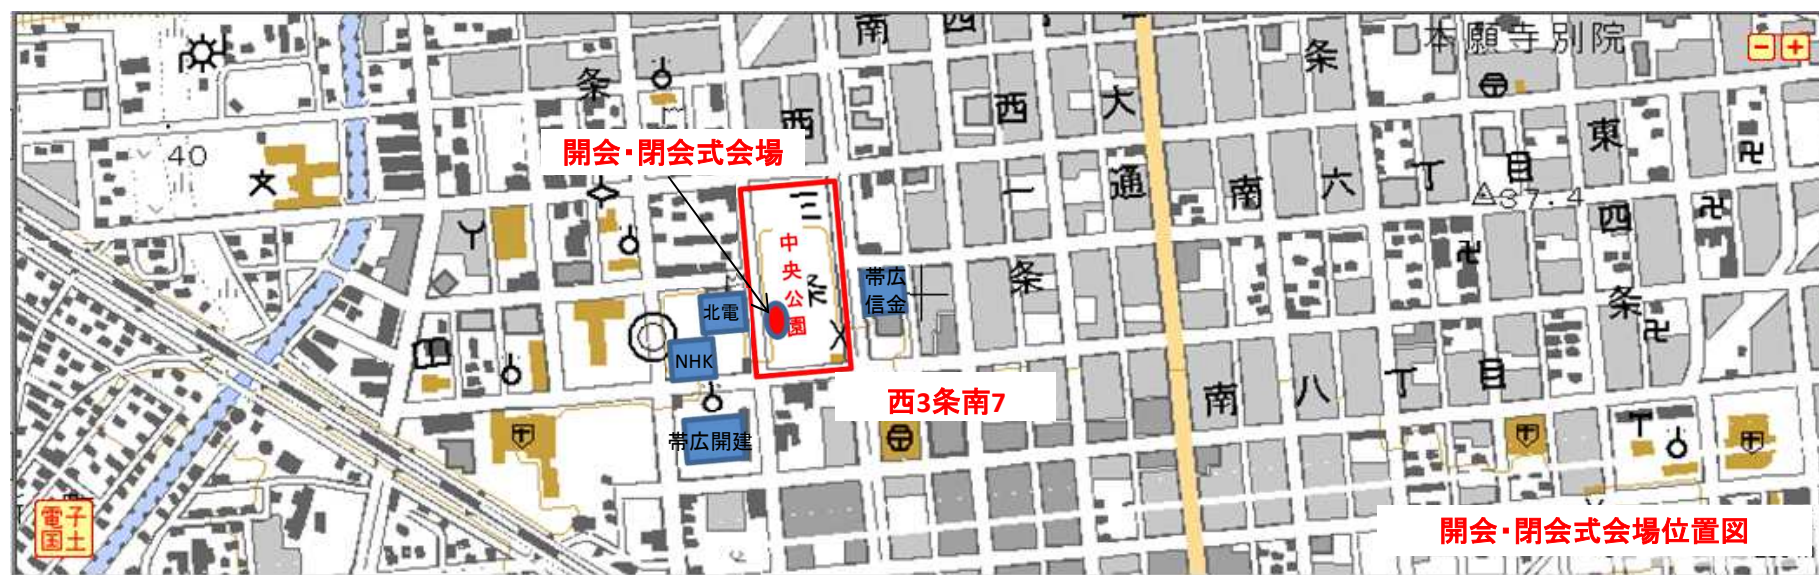 南 四
本願寺別院
条
条
西
西
大
40
開会・閉会式会場
東
通
一
南 六 丁 目
37.4
三
四
中央公園
条
帯広
信金
条
条
北電
NHK
西3条南7
南 八 丁 目
帯広開建
電子
国土
開会・閉会式会場位置図